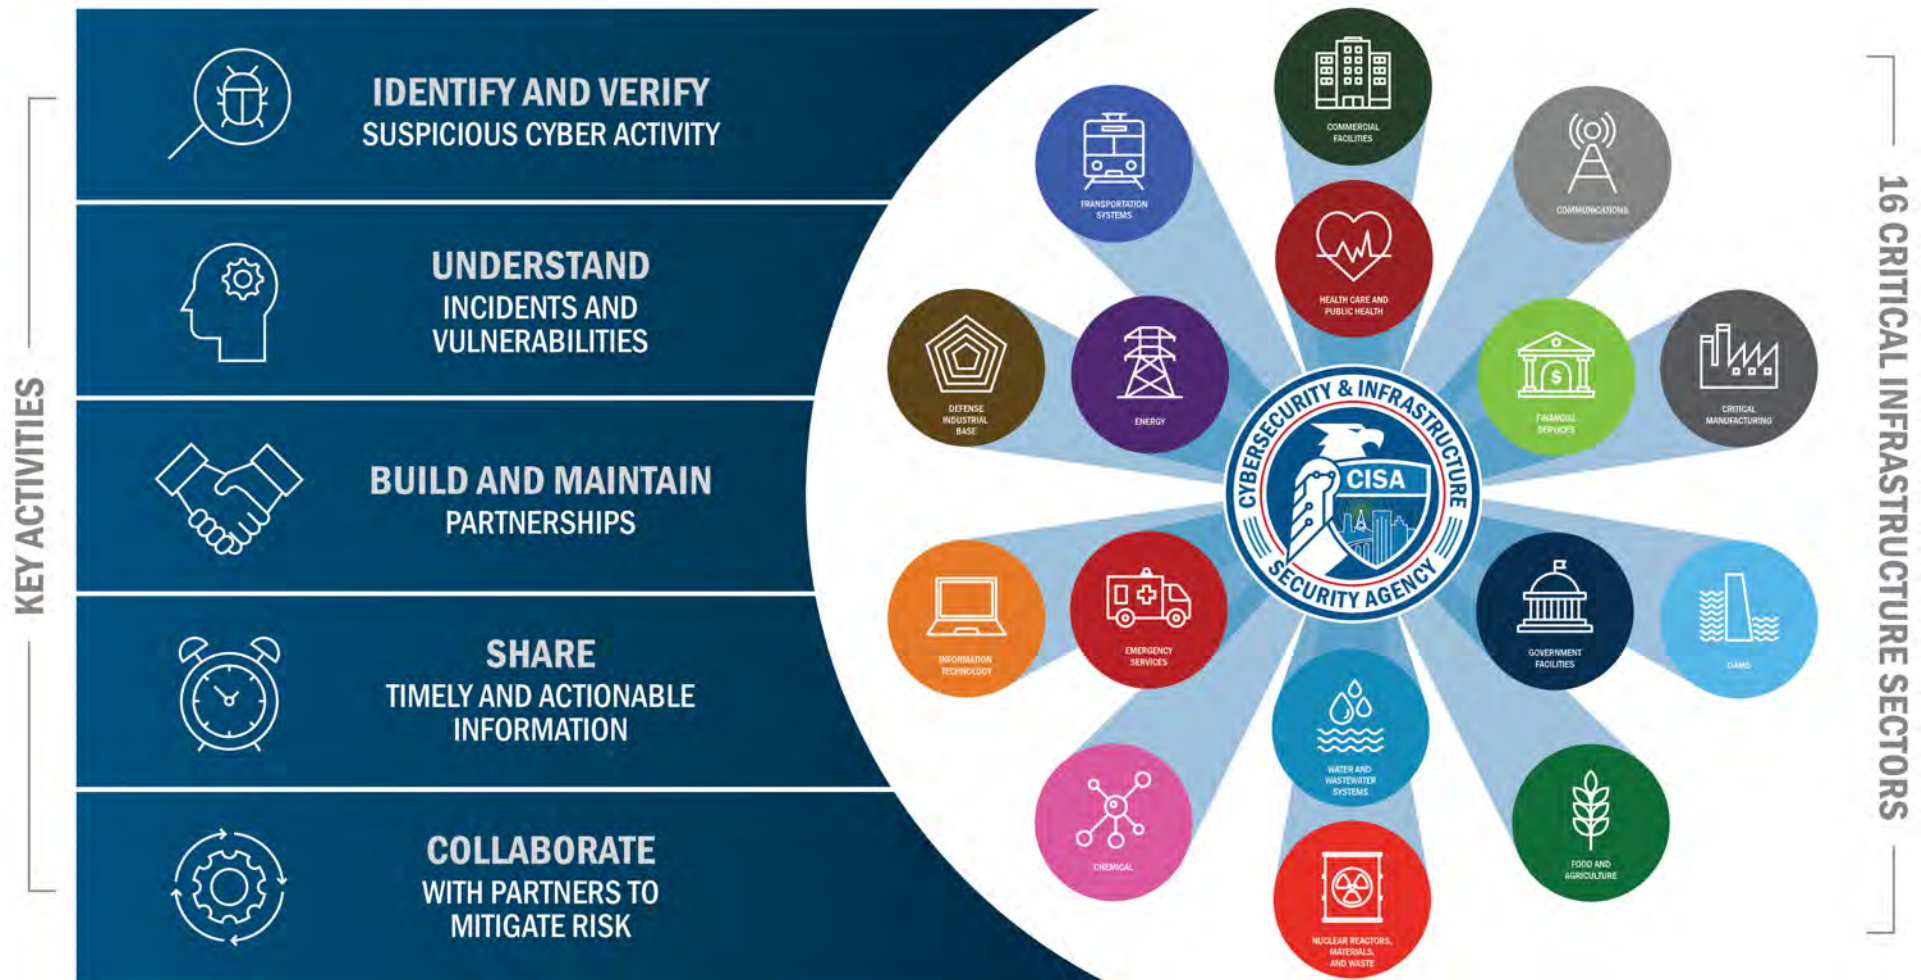 KEY ACTIVITIES
IDENTIFY AND VERIFY
SUSPICIOUS CYBER ACTIVITY
UNDERSTAND
INCIDENTS AND
VULNERABILITIES
BUILD AND MAINTAIN
PARTNERSHIPS
SHARE
TIMELY AND ACTIONABLE
INFORMATION
COLLABORATE
WITH PARTNERS TO
MITIGATE RISK
COMMERCIAL
FACILITIES
TRANSPORTATION
SYSTEMS
COMMUNICATIONS
HEALTH CARE AND
PUBLIC HEALTH
DEFENSE
INDUSTRIAL
BASE
ENERGY
FINANCIAL
SERVICES
$
CRITICAL
MANUFACTURING
CYBERSECURITY & INFRASTRUCTURE
SECURITY AGENCY
CISA
INFORMATION
TECHNOLOGY
EMERGENCY
SERVICES
GOVERNMENT
FACILITIES
DAMS
WATER AND
WASTEWATER
SYSTEMS
CHEMICAL
FOOD AND
AGRICULTURE
NUCLEAR REACTORS,
MATERIALS,
AND WASTE
16 CRITICAL INFRASTRUCTURE SECTORS